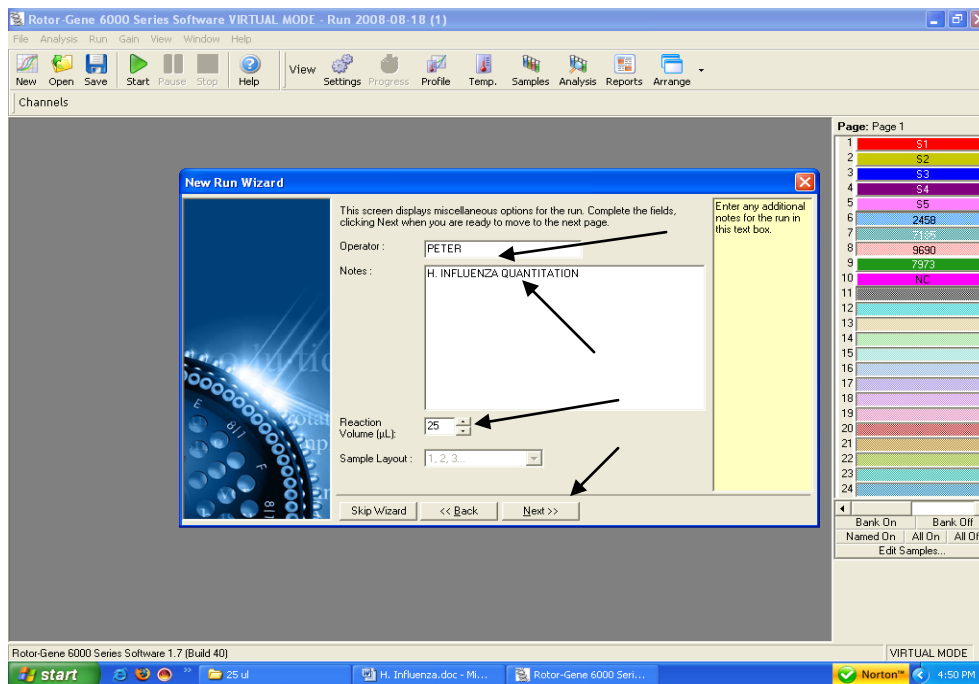 Rotor-Gene 6000 Series Software VIRTUAL MODE - Run 2008-08-18 (1)
File Analysis Run Gain View Window Help
New Open Save Start Pause Stop Help View Settings Progress Profile Temp. Samples Analysis Reports Arrange
Channels
Page: Page 1
1 S1
2 S2
3 S3
4 S4
5 S5
6 2458
7 7185
8 9690
9 7973
10 NC
11
12
13
14
15
16
17
18
19
20
21
22
23
24
Bank On Bank Off
Named On All On All Of
Edit Samples...
New Run Wizard
This screen displays miscellaneous options for the run. Complete the fields,
clicking Next when you are ready to move to the next page.
Operator :
PETER
Notes :
H. INFLUENZA QUANTITATION
Reaction
Volume (µL):
25
Sample Layout :
1, 2, 3...
Skip Wizard << Back Next >>
Enter any additional
notes for the run in
this text box.
Rotor-Gene 6000 Series Software 1.7 (Build 40)
VIRTUAL MODE
start 25 ul H. Influenza.doc - Mi... Rotor-Gene 6000 Seri... Norton™ 4:50 PM